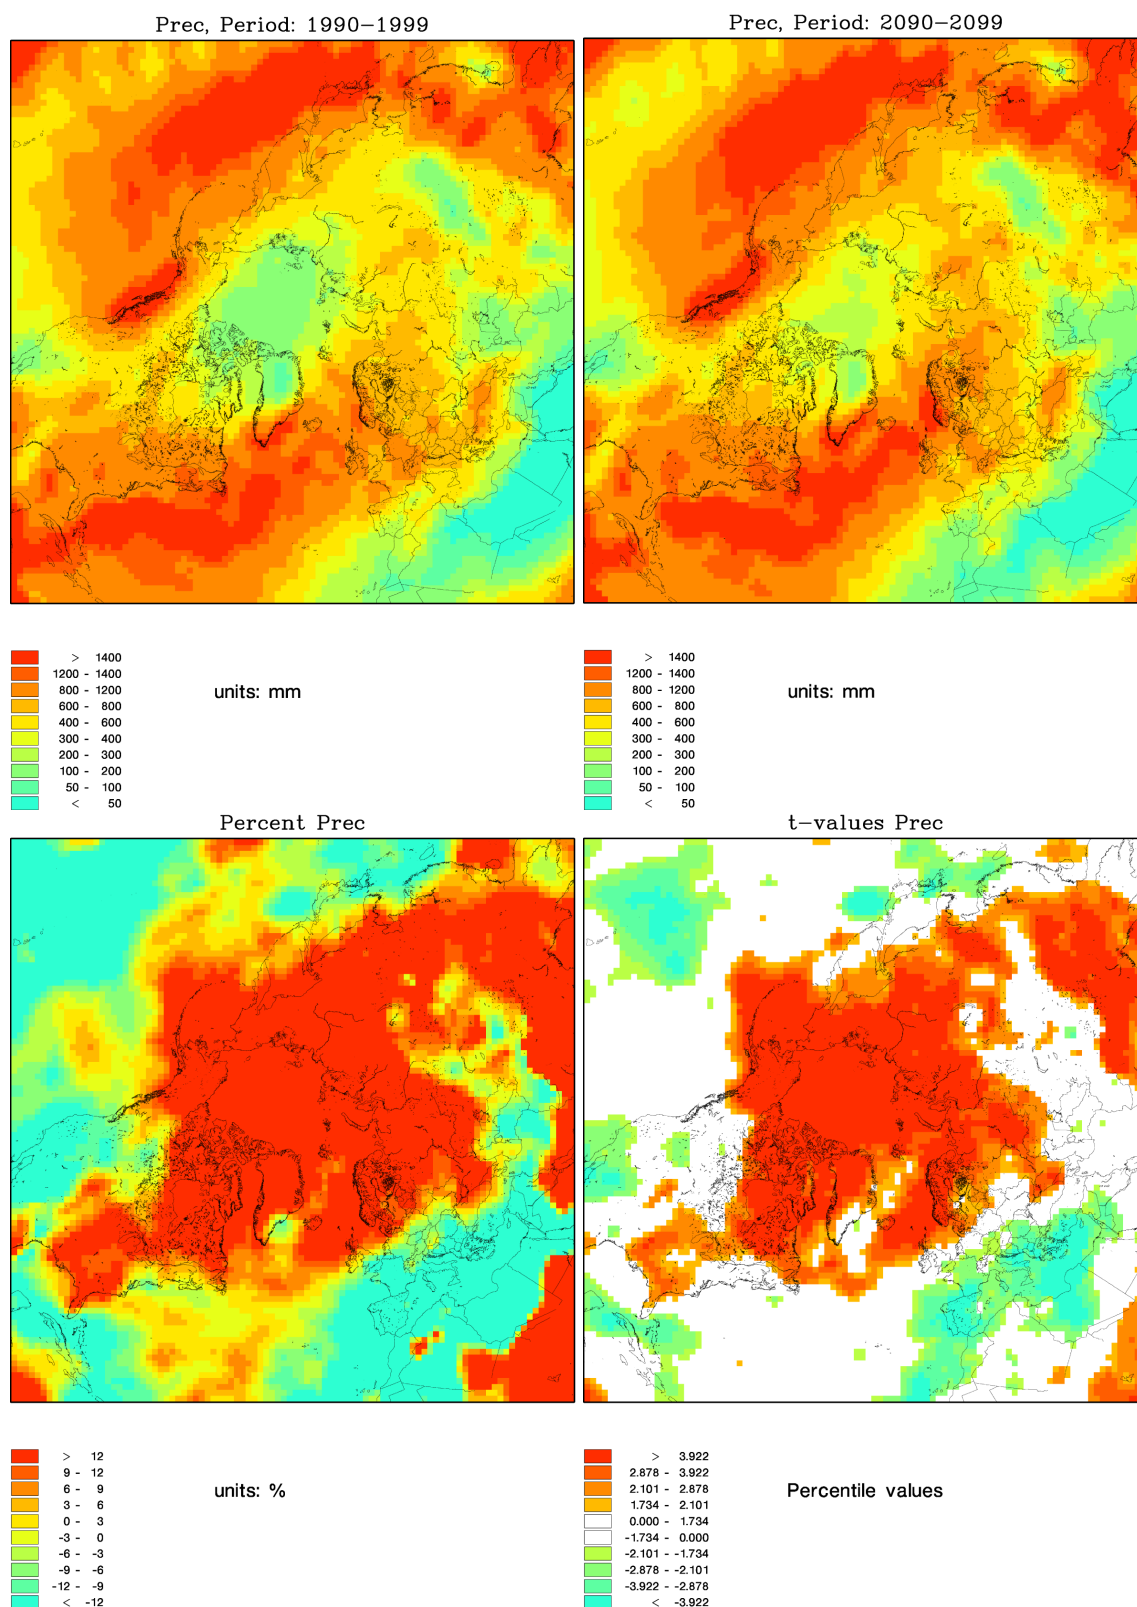 Prec, Period: 1990-1999
Prec, Period: 2090-2099
> 1400
1200 - 1400
800 - 1200
600 - 800
400 - 600
300 - 400
200 - 300
100 - 200
50 - 100
< 50
units: mm
> 1400
1200 - 1400
800 - 1200
600 - 800
400 - 600
300 - 400
200 - 300
100 - 200
50 - 100
< 50
units: mm
Percent Prec
t-values Prec
> 12
9 - 12
6 - 9
3 - 6
0 - 3
-3 - 0
-6 - -3
-9 - -6
-12 - -9
< -12
units: %
> 3.922
2.878 - 3.922
2.101 - 2.878
1.734 - 2.101
0.000 - 1.734
-1.734 - 0.000
-2.101 - -1.734
-2.878 - -2.101
-3.922 - -2.878
< -3.922
Percentile values